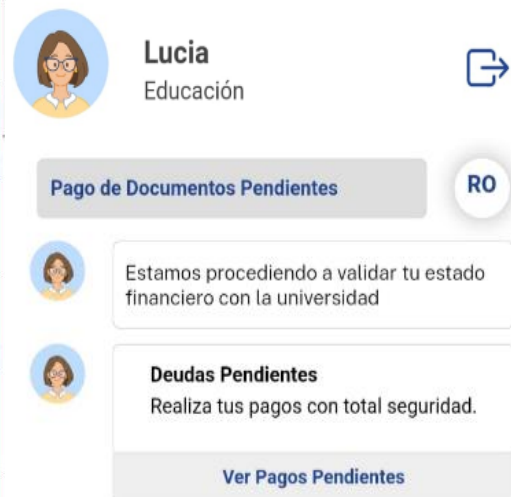 Lucia
Educación
Pago de Documentos Pendientes
RO
Estamos procediendo a validar tu estado
financiero con la universidad
Deudas Pendientes
Realiza tus pagos con total seguridad.
Ver Pagos Pendientes